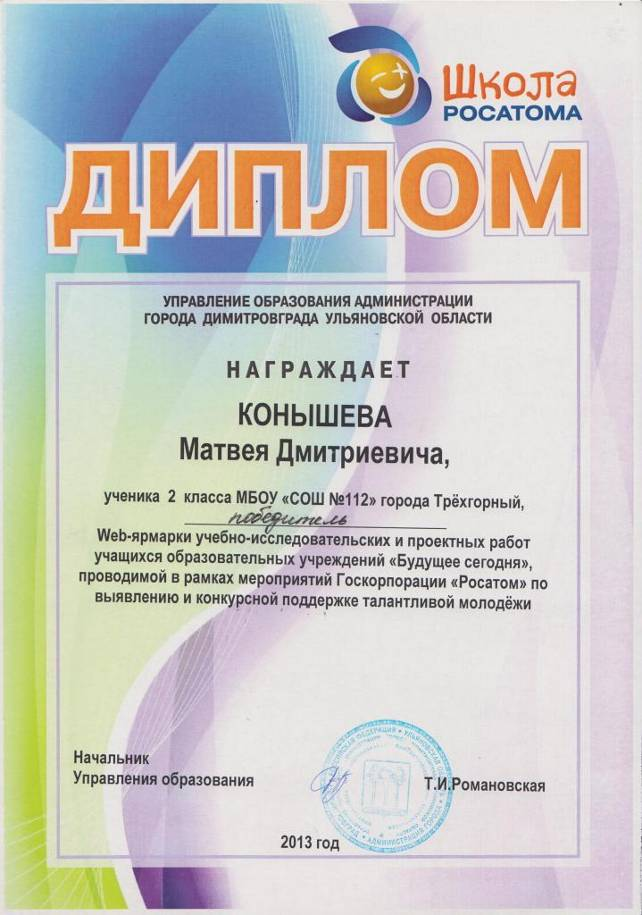 Школа
РОСАТОМА
ДИПЛОМ
УПРАВЛЕНИЕ ОБРАЗОВАНИЯ АДМИНИСТРАЦИИ
ГОРОДА ДИМИТРОВГРАДА УЛЬЯНОВСКОЙ ОБЛАСТИ
НАГРАЖДАЕТ
КОНЫШЕВА
Матвея Дмитриевича,
ученика 2 класса МБОУ «СОШ №112» города Трёхгорный,
победитель
Web-ярмарки учебно-исследовательских и проектных работ
учащихся образовательных учреждений «Будущее сегодня»,
проводимой в рамках мероприятий Госкорпорации «Росатом» по
выявлению и конкурсной поддержке талантливой молодёжи
Начальник
Управления образования
Т.И.Романовская
2013 год